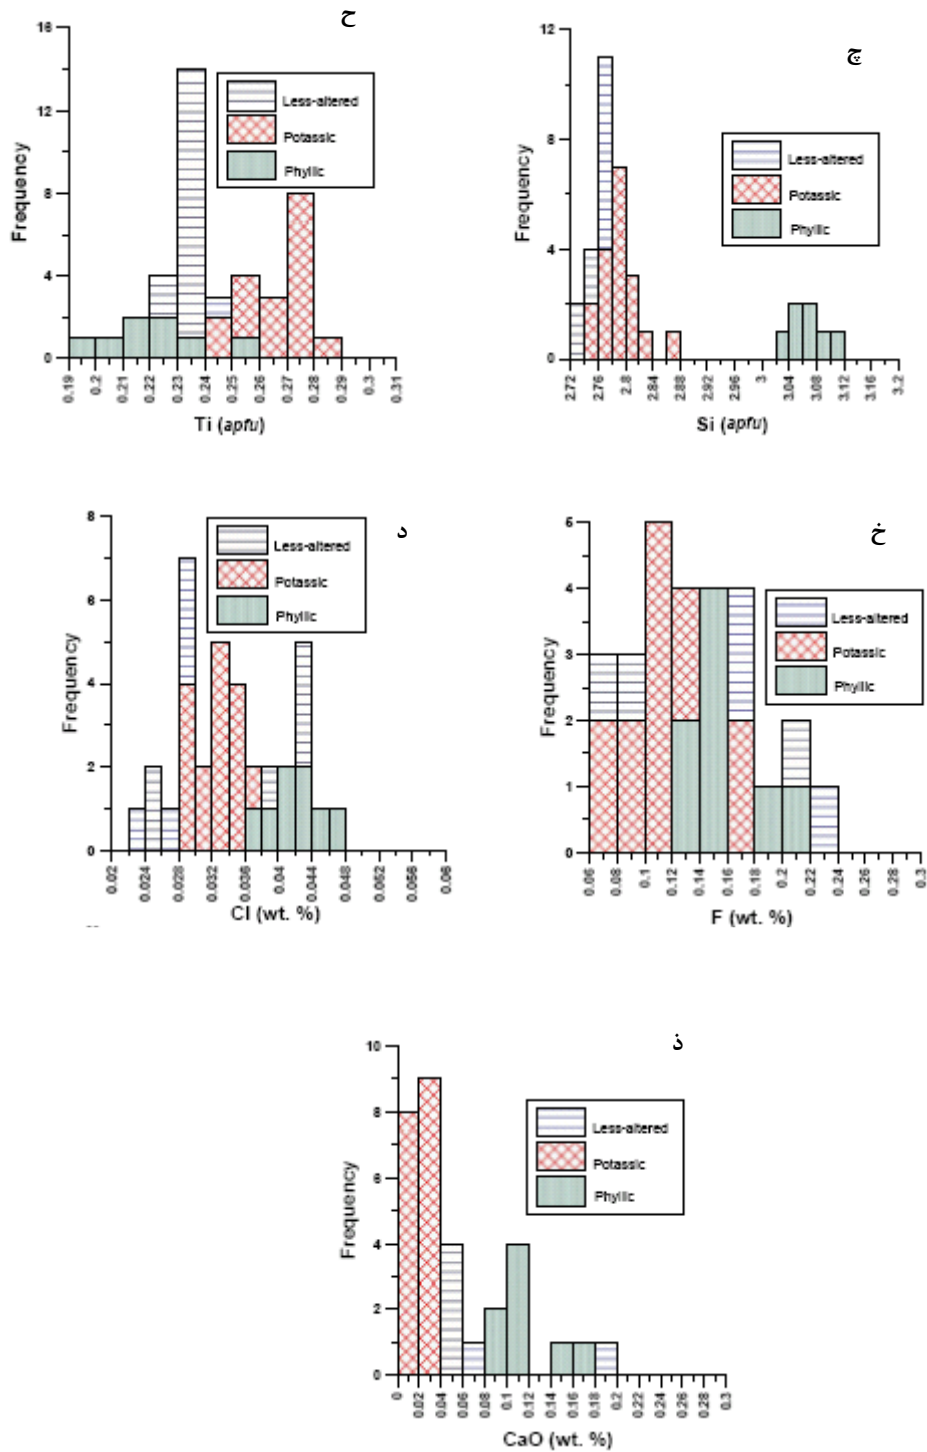 ح
16
12
8
4
0
Frequency
Less-altered
Potassic
Phyllic
0.19 0.2 0.21 0.22 0.23 0.24 0.25 0.26 0.27 0.28 0.29 0.3 0.31
Ti (apfu)
چ
12
8
4
0
Frequency
Less-altered
Potassic
Phyllic
2.72 2.76 2.8 2.84 2.88 2.92 2.96 3 3.04 3.08 3.12 3.16 3.2
Si (apfu)
د
8
6
4
2
0
Frequency
Less-altered
Potassic
Phyllic
0.02 0.024 0.028 0.032 0.036 0.04 0.044 0.048 0.052 0.056 0.06
Cl (wt. %)
خ
5
4
3
2
1
0
Frequency
Less-altered
Potassic
Phyllic
0.06 0.08 0.1 0.12 0.14 0.16 0.18 0.2 0.22 0.24 0.26 0.28 0.3
F (wt. %)
ذ
10
8
6
4
2
0
Frequency
Less-altered
Potassic
Phyllic
0 0.02 0.04 0.06 0.08 0.1 0.12 0.14 0.16 0.18 0.2 0.22 0.24 0.26 0.28 0.3
CaO (wt. %)